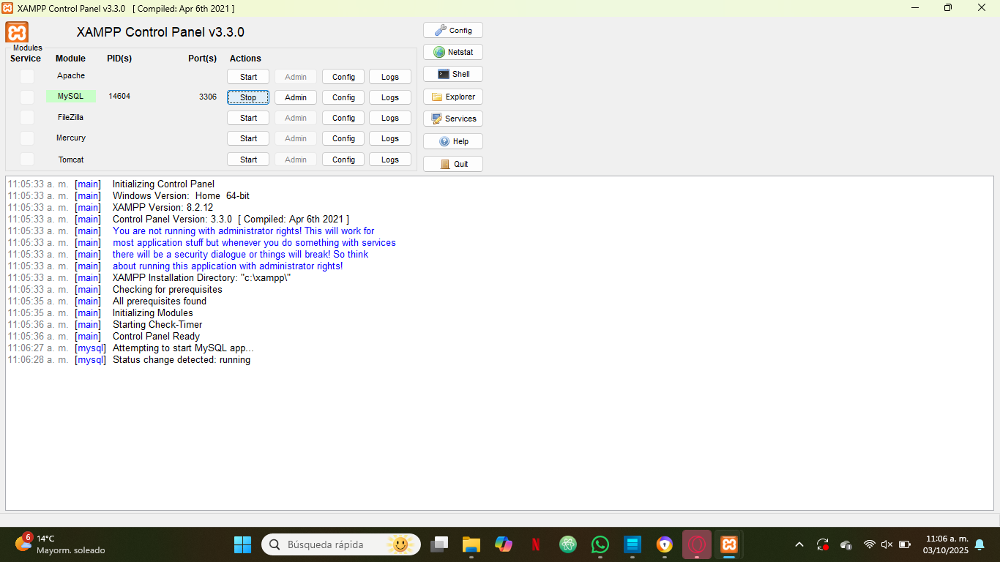 XAMPP Control Panel v3.3.0 [ Compiled: Apr 6th 2021 ]
XAMPP Control Panel v3.3.0
Config
Netstat
Shell
Explorer
Services
Help
Quit
Modules
Service Module PID(s) Port(s) Actions
Apache Start Admin Config Logs
MySQL 14604 3306 Stop Admin Config Logs
FileZilla Start Admin Config Logs
Mercury Start Admin Config Logs
Tomcat Start Admin Config Logs
11:05:33 a. m. [main] Initializing Control Panel
11:05:33 a. m. [main] Windows Version: Home 64-bit
11:05:33 a. m. [main] XAMPP Version: 8.2.12
11:05:33 a. m. [main] Control Panel Version: 3.3.0 [ Compiled: Apr 6th 2021 ]
11:05:33 a. m. [main] You are not running with administrator rights! This will work for
11:05:33 a. m. [main] most application stuff but whenever you do something with services
11:05:33 a. m. [main] there will be a security dialogue or things will break! So think
11:05:33 a. m. [main] about running this application with administrator rights!
11:05:33 a. m. [main] XAMPP Installation Directory: "c:\xampp\"
11:05:33 a. m. [main] Checking for prerequisites
11:05:35 a. m. [main] All prerequisites found
11:05:35 a. m. [main] Initializing Modules
11:05:36 a. m. [main] Starting Check-Timer
11:05:36 a. m. [main] Control Panel Ready
11:06:27 a. m. [mysql] Attempting to start MySQL app...
11:06:28 a. m. [mysql] Status change detected: running
6
14°C
Mayorm. soleado
Búsqueda rápida
11:06 a. m.
03/10/2025